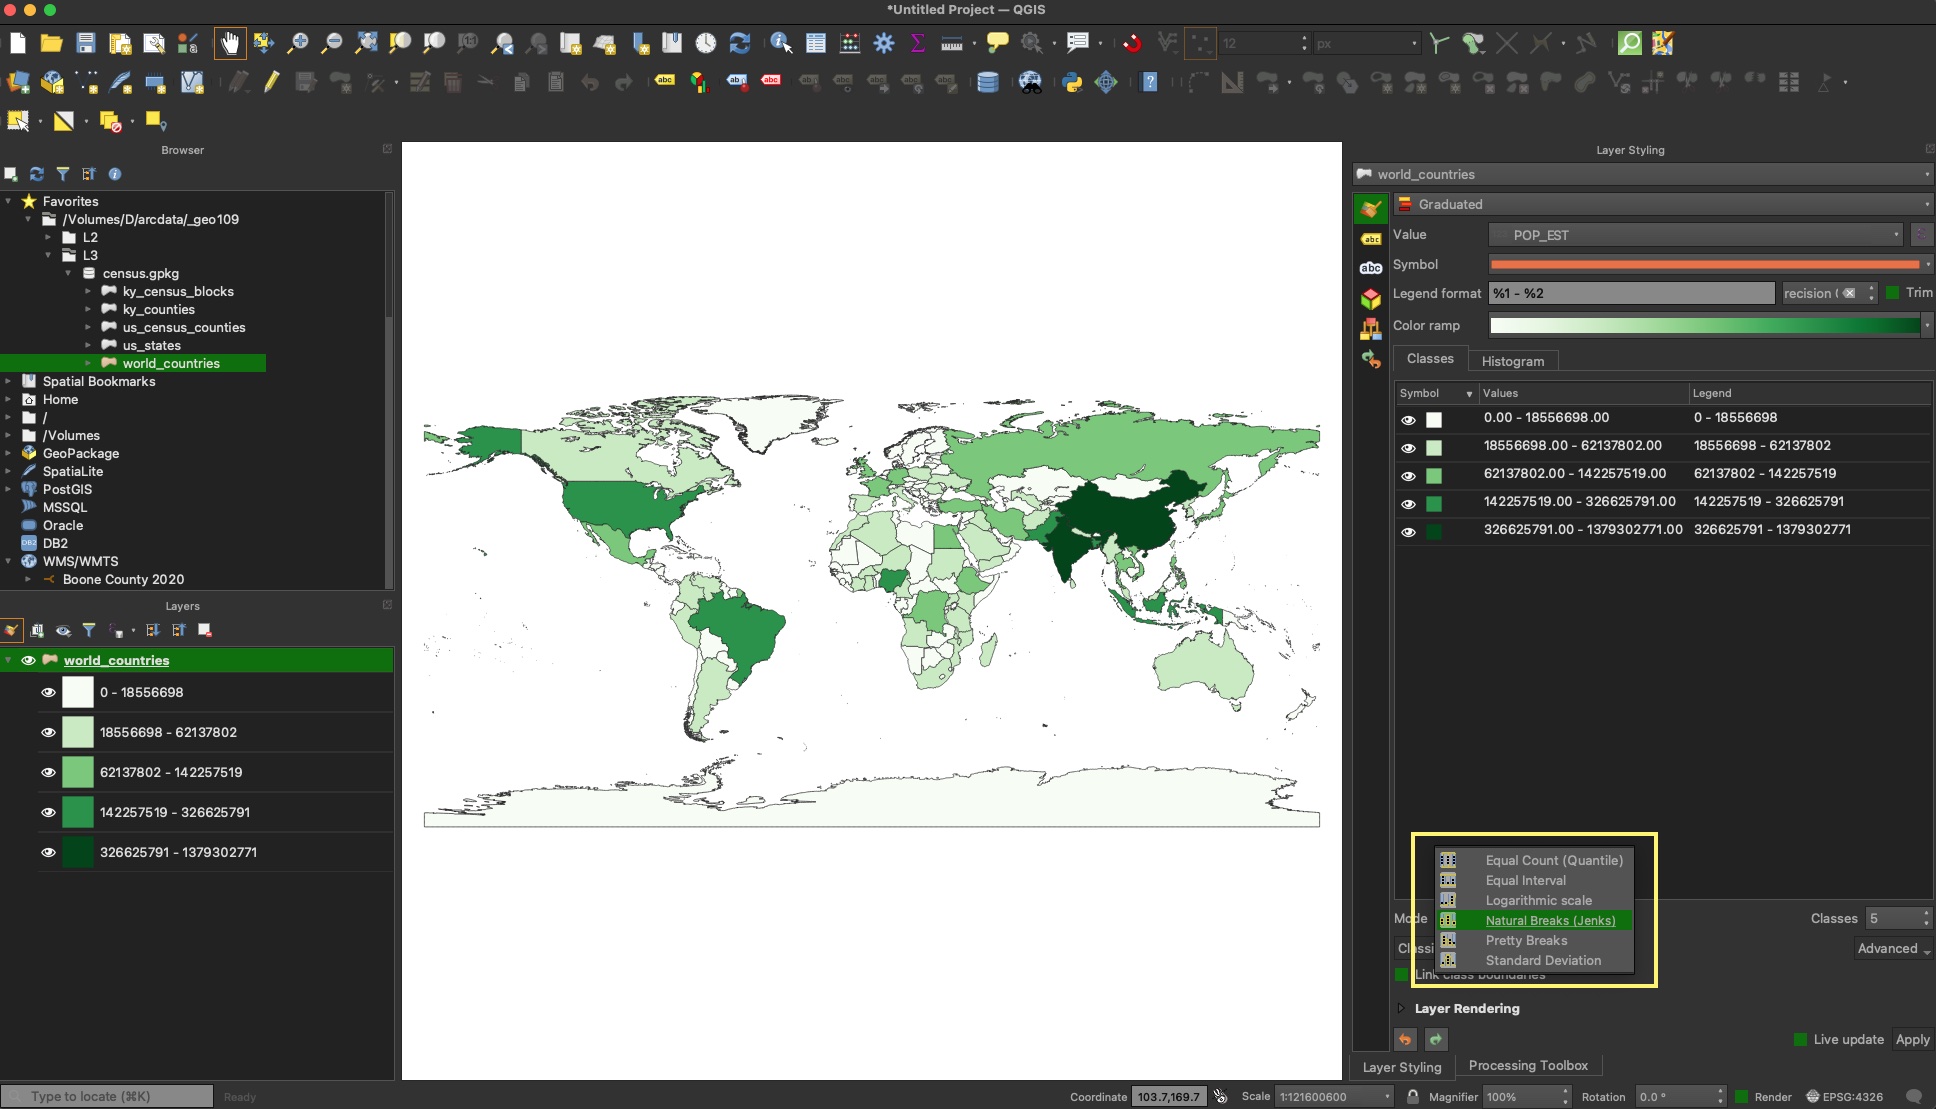 *Untitled Project — QGIS
12
px
Browser
Favorites
/Volumes/D/arcdata/_geo109
L2
L3
census.gpkg
ky_census_blocks
ky_counties
us_census_counties
us_states
world_countries
Spatial Bookmarks
Home
/
/Volumes
GeoPackage
SpatiaLite
PostGIS
MSSQL
Oracle
DB2
WMS/WMTS
Boone County 2020
Layers
world_countries
0 - 18556698
18556698 - 62137802
62137802 - 142257519
142257519 - 326625791
326625791 - 1379302771
Layer Styling
world_countries
Graduated
Value POP_EST
Symbol
Legend format %1 - %2 recision ( Trim
Color ramp
Classes Histogram
Symbol Values Legend
0.00 - 18556698.00 0 - 18556698
18556698.00 - 62137802.00 18556698 - 62137802
62137802.00 - 142257519.00 62137802 - 142257519
142257519.00 - 326625791.00 142257519 - 326625791
326625791.00 - 1379302771.00 326625791 - 1379302771
Equal Count (Quantile)
Equal Interval
Logarithmic scale
Mode Natural Breaks (Jenks) Classes 5
Pretty Breaks
Classi Advanced
Standard Deviation
Link class boundaries
Layer Rendering
Live update Apply
Layer Styling Processing Toolbox
Type to locate (⌘K) Ready Coordinate 103.7,169.7 Scale 1:121600600 Magnifier 100% Rotation 0.0 ° Render EPSG:4326